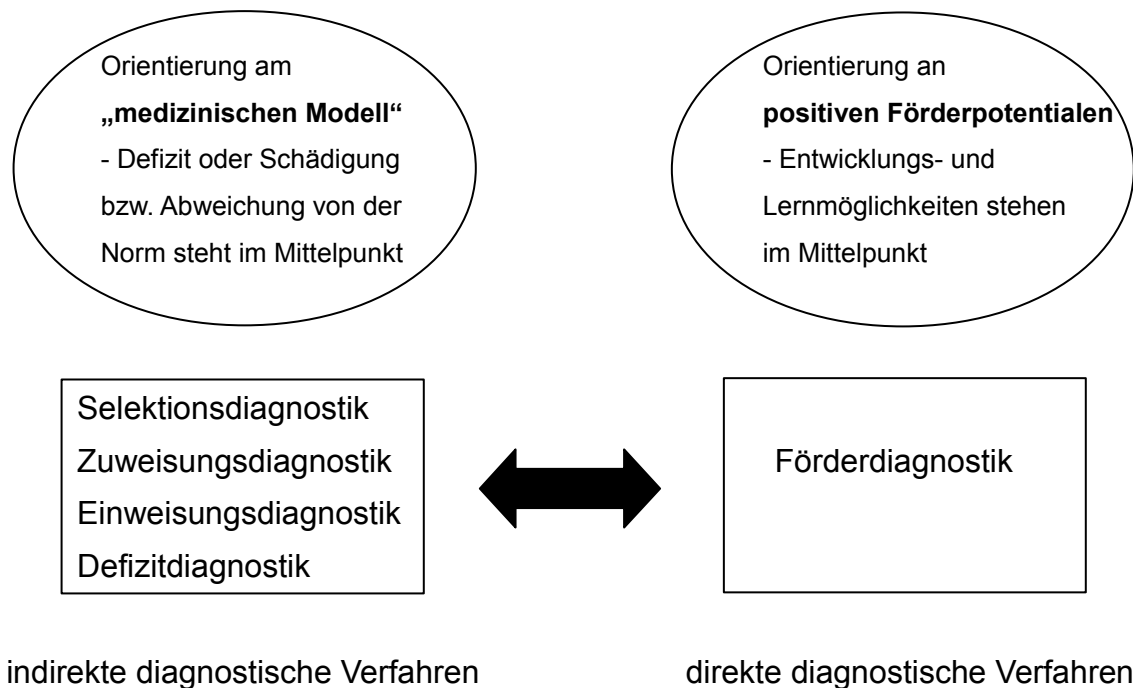 Orientierung am
„medizinischen Modell“
- Defizit oder Schädigung
bzw. Abweichung von der
Norm steht im Mittelpunkt
Orientierung an
positiven Förderpotentialen
- Entwicklungs- und
Lernmöglichkeiten stehen
im Mittelpunkt
Selektionsdiagnostik
Zuweisungsdiagnostik
Einweisungsdiagnostik
Defizitdiagnostik
Förderdiagnostik
indirekte diagnostische Verfahren
direkte diagnostische Verfahren